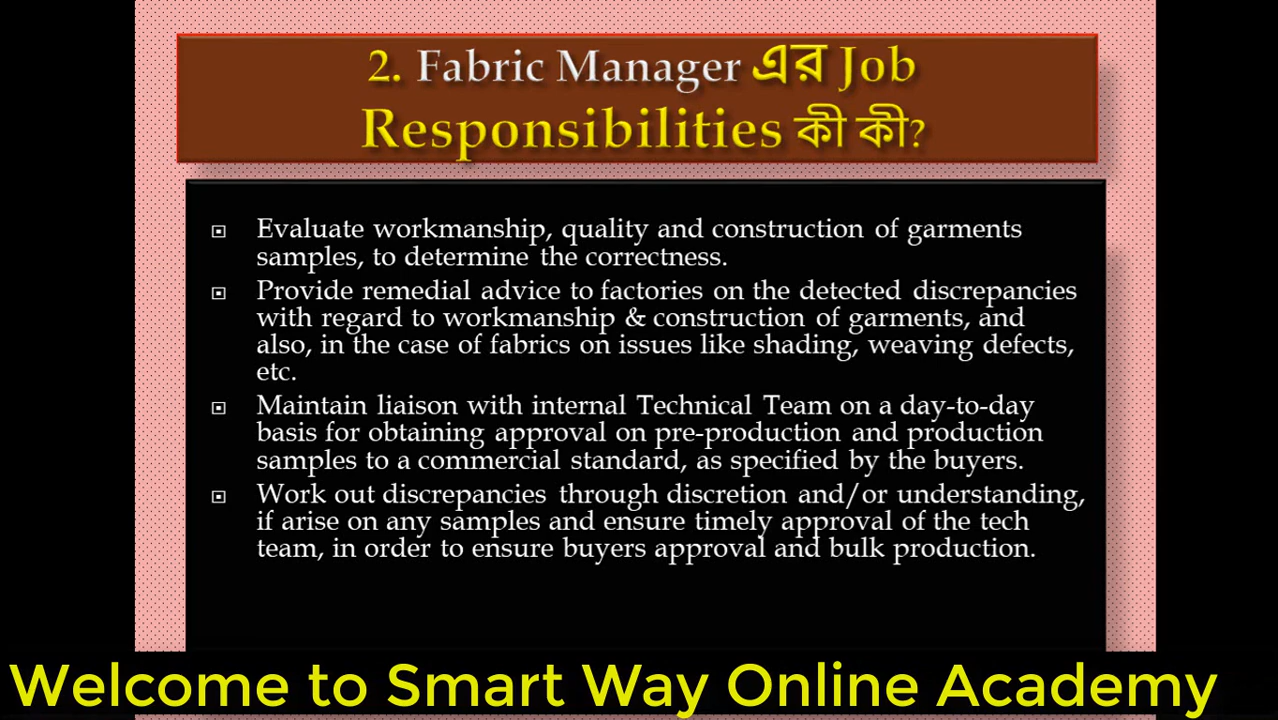 2. Fabric Manager এর Job
Responsibilities কী কী?
Evaluate workmanship, quality and construction of garments
samples, to determine the correctness.
Provide remedial advice to factories on the detected discrepancies
with regard to workmanship & construction of garments, and
also, in the case of fabrics on issues like shading, weaving defects,
etc.
Maintain liaison with internal Technical Team on a day-to-day
basis for obtaining approval on pre-production and production
samples to a commercial standard, as specified by the buyers.
Work out discrepancies through discretion and/or understanding,
if arise on any samples and ensure timely approval of the tech
team, in order to ensure buyers approval and bulk production.
Welcome to Smart Way Online Academy